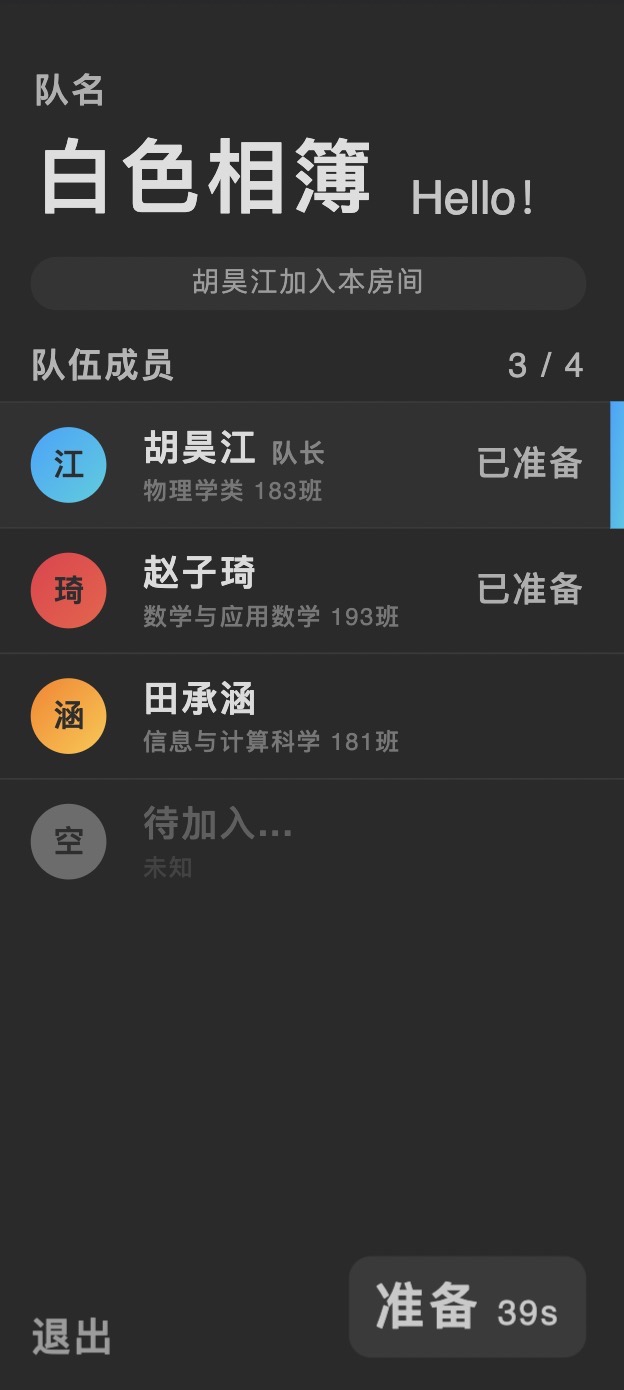 队名
白色相簿 Hello!
胡昊江加入本房间
队伍成员 3 / 4
江 胡昊江 队长 已准备
物理学类 183班
琦 赵子琦 已准备
数学与应用数学 193班
涵 田承涵
信息与计算科学 181班
空 待加入...
未知
退出 准备 39s